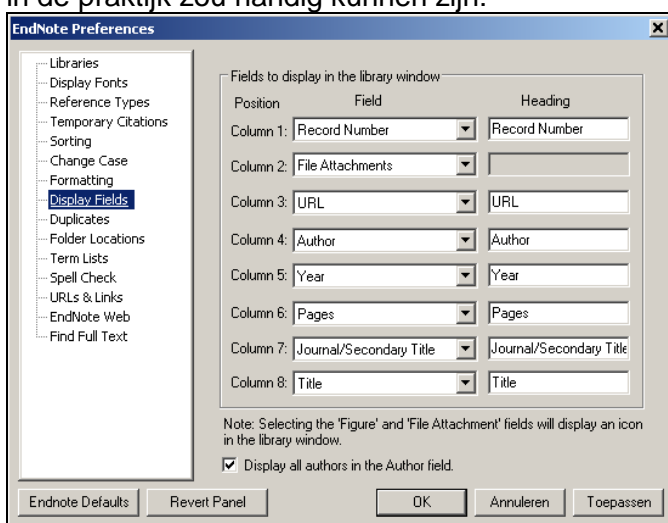 in de praktijk zou handig kunnen zijn.
EndNote Preferences
Libraries
Display Fonts
Reference Types
Temporary Citations
Sorting
Change Case
Formatting
Display Fields
Duplicates
Folder Locations
Term Lists
Spell Check
URLs & Links
EndNote Web
Find Full Text
Fields to display in the library window
Position Field Heading
Column 1: Record Number Record Number
Column 2: File Attachments
Column 3: URL URL
Column 4: Author Author
Column 5: Year Year
Column 6: Pages Pages
Column 7: Journal/Secondary Title Journal/Secondary Title
Column 8: Title Title
Note: Selecting the 'Figure' and 'File Attachment' fields will display an icon
in the library window.
Display all authors in the Author field.
Endnote Defaults Revert Panel OK Annuleren Toepassen